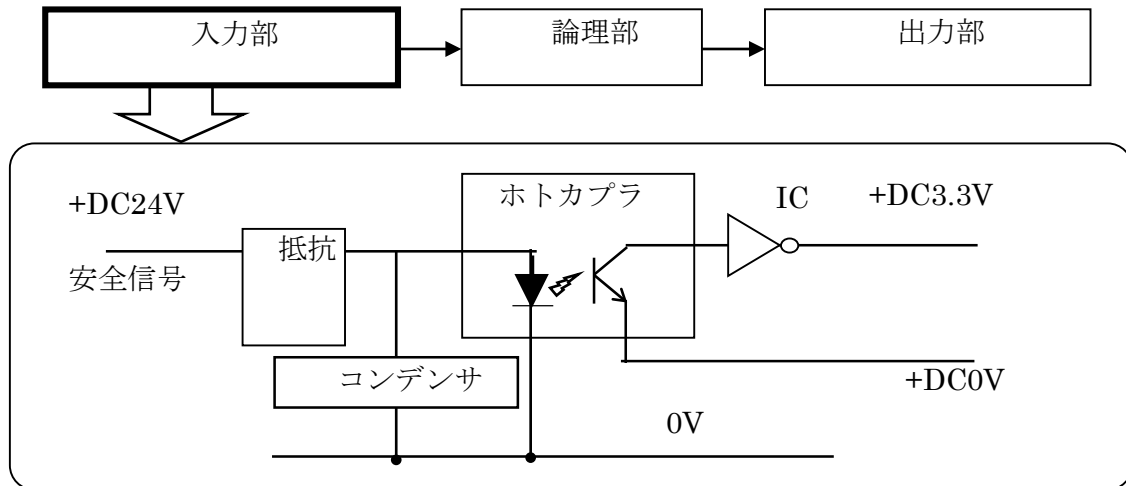 入力部
論理部
出力部
+DC24V
ホトカプラ
IC
+DC3.3V
抵抗
安全信号
コンデンサ
+DC0V
0V